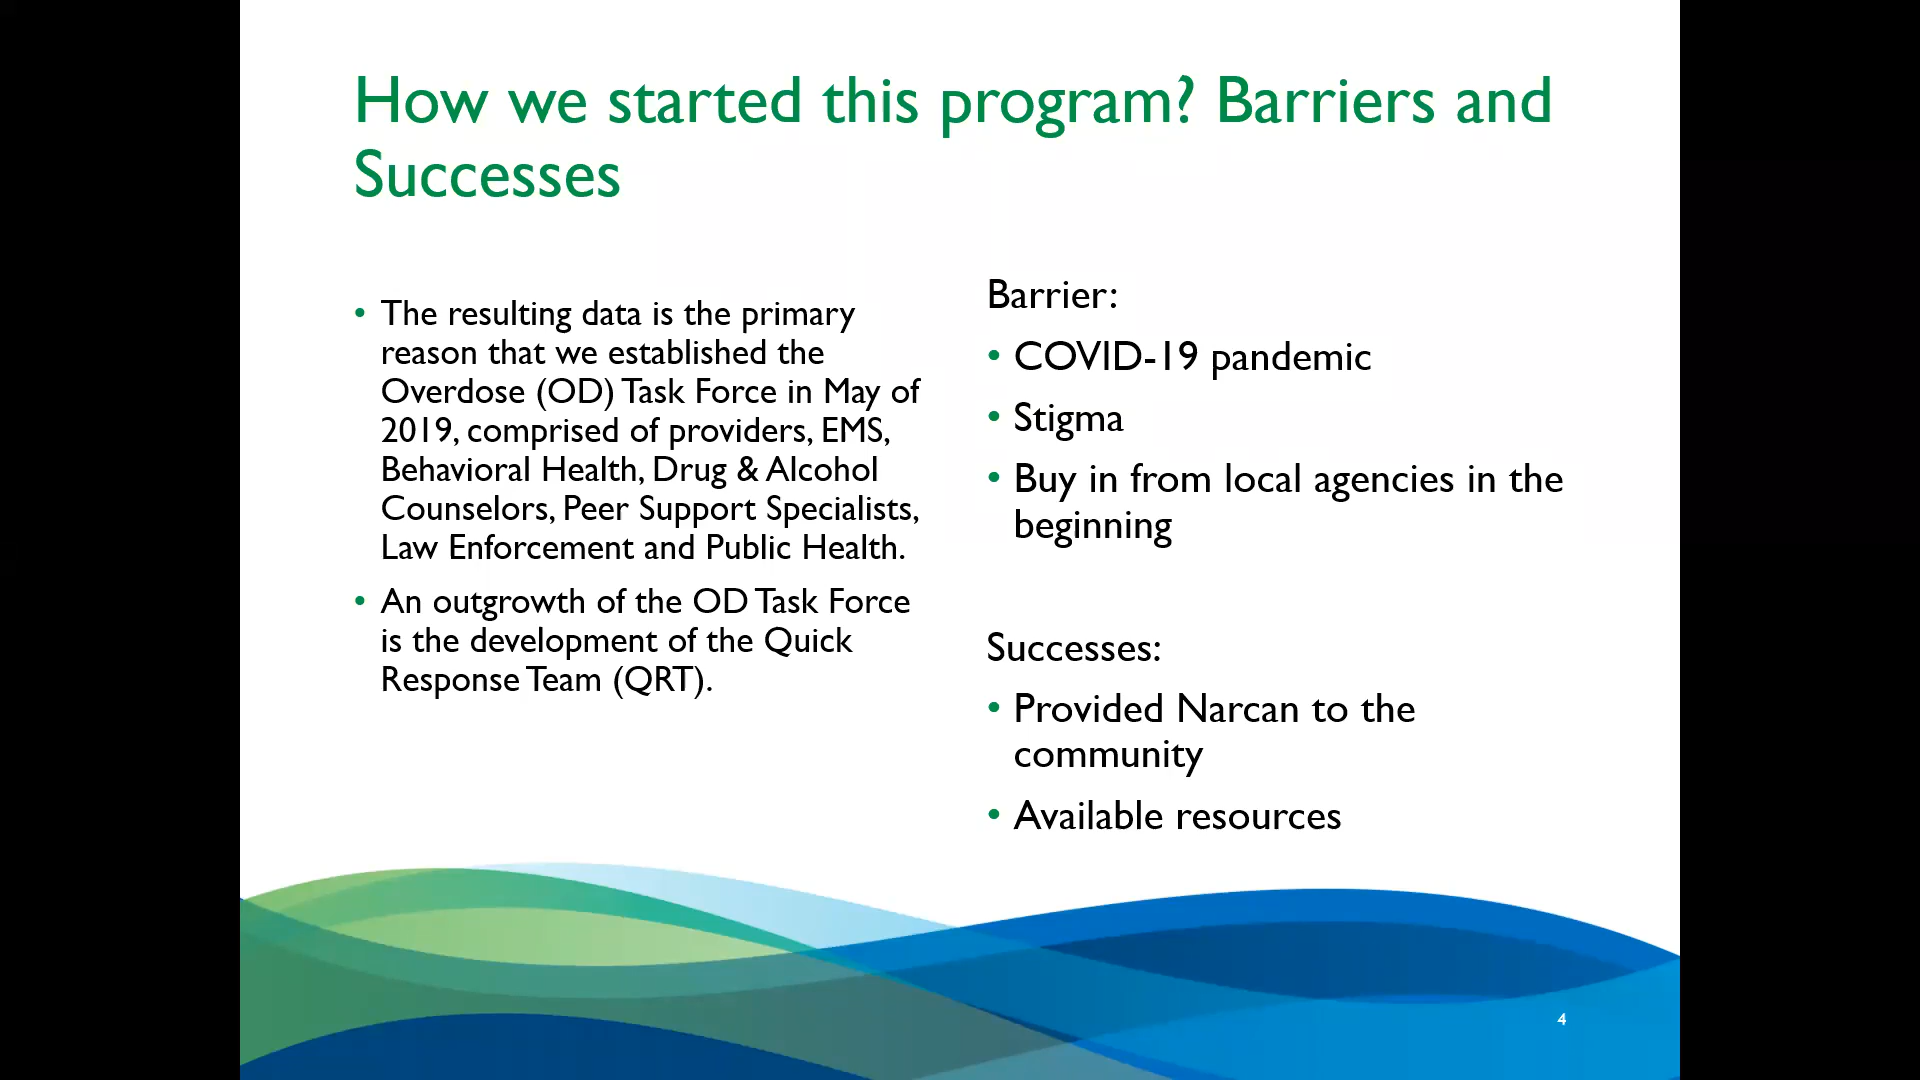 How we started this program? Barriers and
Successes
• The resulting data is the primary
reason that we established the
Overdose (OD) Task Force in May of
2019, comprised of providers, EMS,
Behavioral Health, Drug & Alcohol
Counselors, Peer Support Specialists,
Law Enforcement and Public Health.
• An outgrowth of the OD Task Force
is the development of the Quick
Response Team (QRT).
Barrier:
• COVID-19 pandemic
• Stigma
• Buy in from local agencies in the
beginning
Successes:
• Provided Narcan to the
community
• Available resources
4